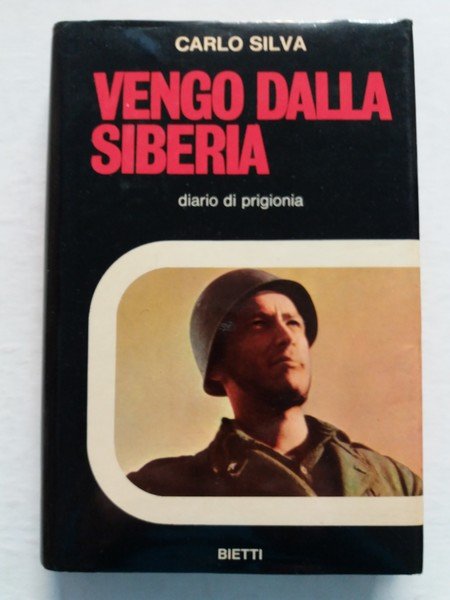 CARLO SILVA
VENGO DALLA
SIBERIA
diario di prigionia
BIETTI